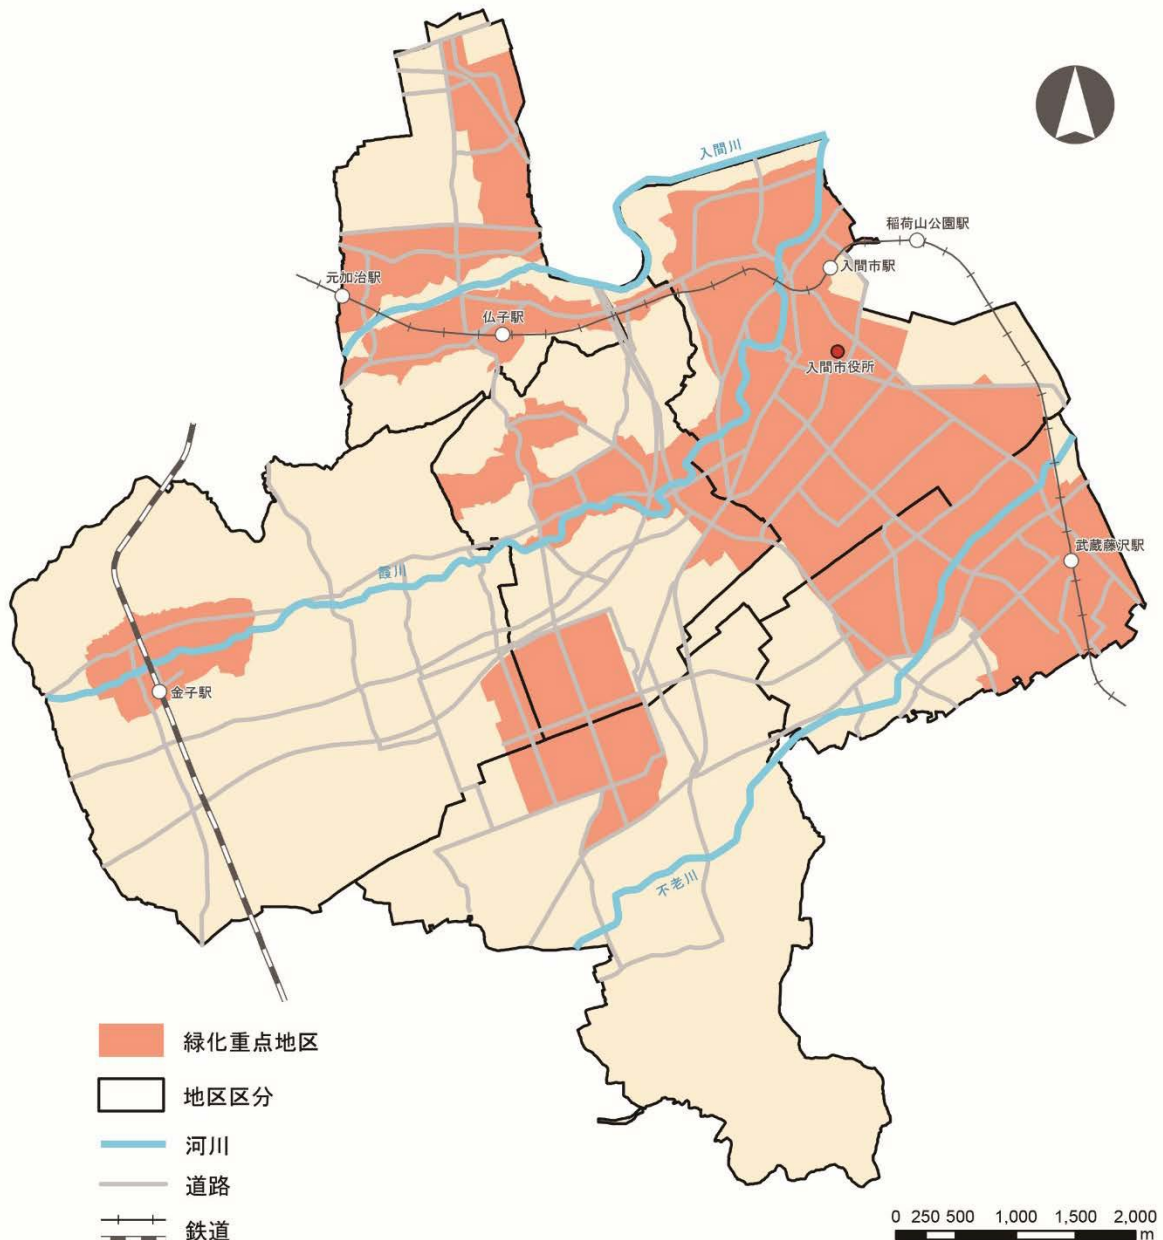 入間川
稲荷山公園駅
入間市駅
元加治駅
仏子駅
入間市役所
武蔵藤沢駅
霞川
金子駅
不老川
緑化重点地区
地区区分
河川
道路
鉄道
0 250 500 1,000 1,500 2,000
m